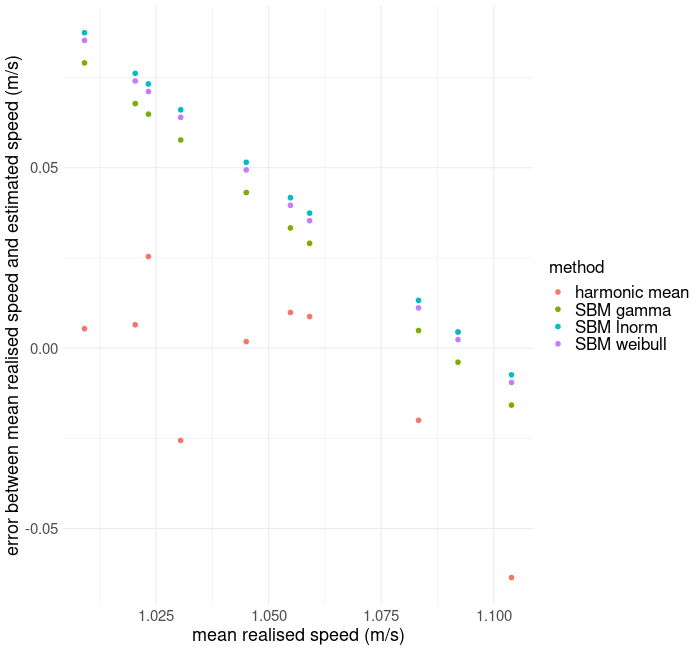 error between mean realised speed and estimated speed (m/s)
0.05
0.00
-0.05
1.025
1.050
1.075
1.100
mean realised speed (m/s)
method
harmonic mean
SBM gamma
SBM lnorm
SBM weibull